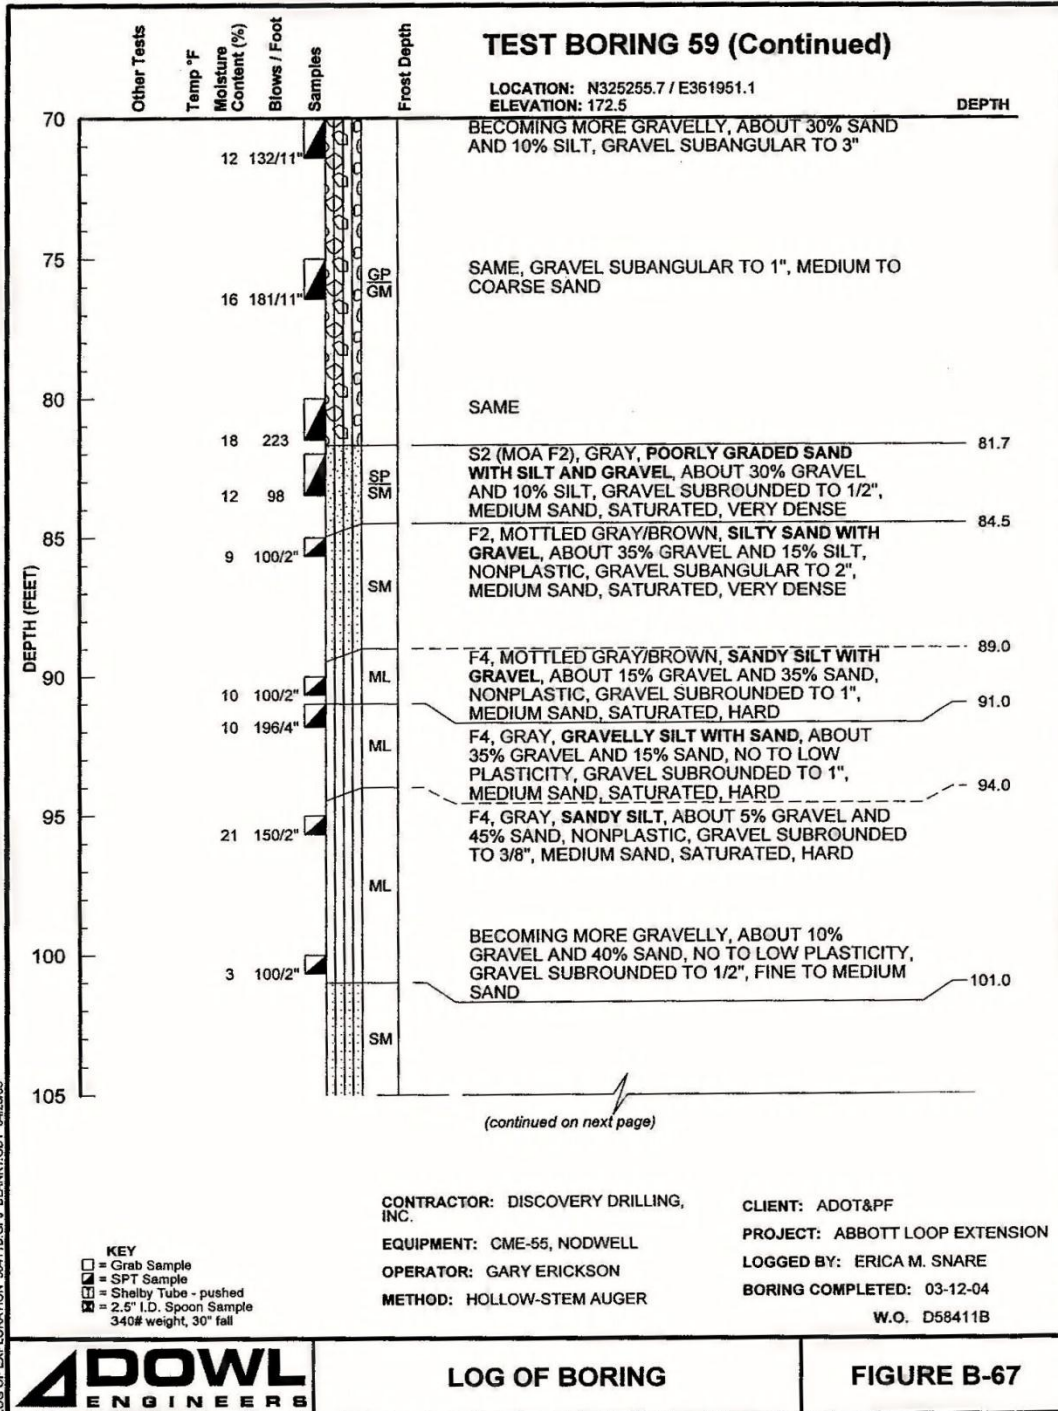 TEST BORING 59 (Continued)
LOCATION: N325255.7 / E361951.1
ELEVATION: 172.5
Other Tests
Temp °F
Moisture Content (%)
Blows / Foot
Samples
Frost Depth
DEPTH
DEPTH (FEET)
70
BECOMING MORE GRAVELLY, ABOUT 30% SAND
AND 10% SILT, GRAVEL SUBANGULAR TO 3"
12 132/11"
75
SAME, GRAVEL SUBANGULAR TO 1", MEDIUM TO
COARSE SAND
GP
GM
16 181/11"
80
SAME
18 223
81.7
S2 (MOA F2), GRAY, POORLY GRADED SAND
WITH SILT AND GRAVEL, ABOUT 30% GRAVEL
AND 10% SILT, GRAVEL SUBROUNDED TO 1/2",
MEDIUM SAND, SATURATED, VERY DENSE
SP
SM
12 98
84.5
85
F2, MOTTLED GRAY/BROWN, SILTY SAND WITH
GRAVEL, ABOUT 35% GRAVEL AND 15% SILT,
NONPLASTIC, GRAVEL SUBANGULAR TO 2",
MEDIUM SAND, SATURATED, VERY DENSE
9 100/2"
SM
89.0
F4, MOTTLED GRAY/BROWN, SANDY SILT WITH
GRAVEL, ABOUT 15% GRAVEL AND 35% SAND,
NONPLASTIC, GRAVEL SUBROUNDED TO 1",
MEDIUM SAND, SATURATED, HARD
90
ML
10 100/2"
91.0
10 196/4"
ML
F4, GRAY, GRAVELLY SILT WITH SAND, ABOUT
35% GRAVEL AND 15% SAND, NO TO LOW
PLASTICITY, GRAVEL SUBROUNDED TO 1",
MEDIUM SAND, SATURATED, HARD
94.0
95
F4, GRAY, SANDY SILT, ABOUT 5% GRAVEL AND
45% SAND, NONPLASTIC, GRAVEL SUBROUNDED
TO 3/8", MEDIUM SAND, SATURATED, HARD
21 150/2"
ML
100
BECOMING MORE GRAVELLY, ABOUT 10%
GRAVEL AND 40% SAND, NO TO LOW PLASTICITY,
GRAVEL SUBROUNDED TO 1/2", FINE TO MEDIUM
SAND
3 100/2"
101.0
SM
105
(continued on next page)
KEY
= Grab Sample
= SPT Sample
= Shelby Tube - pushed
= 2.5" I.D. Spoon Sample
340# weight, 30" fall
CONTRACTOR: DISCOVERY DRILLING,
INC.
EQUIPMENT: CME-55, NODWELL
OPERATOR: GARY ERICKSON
METHOD: HOLLOW-STEM AUGER
CLIENT: ADOT&PF
PROJECT: ABBOTT LOOP EXTENSION
LOGGED BY: ERICA M. SNARE
BORING COMPLETED: 03-12-04
W.O. D58411B
DOWL
ENGINEERS
LOG OF BORING
FIGURE B-67